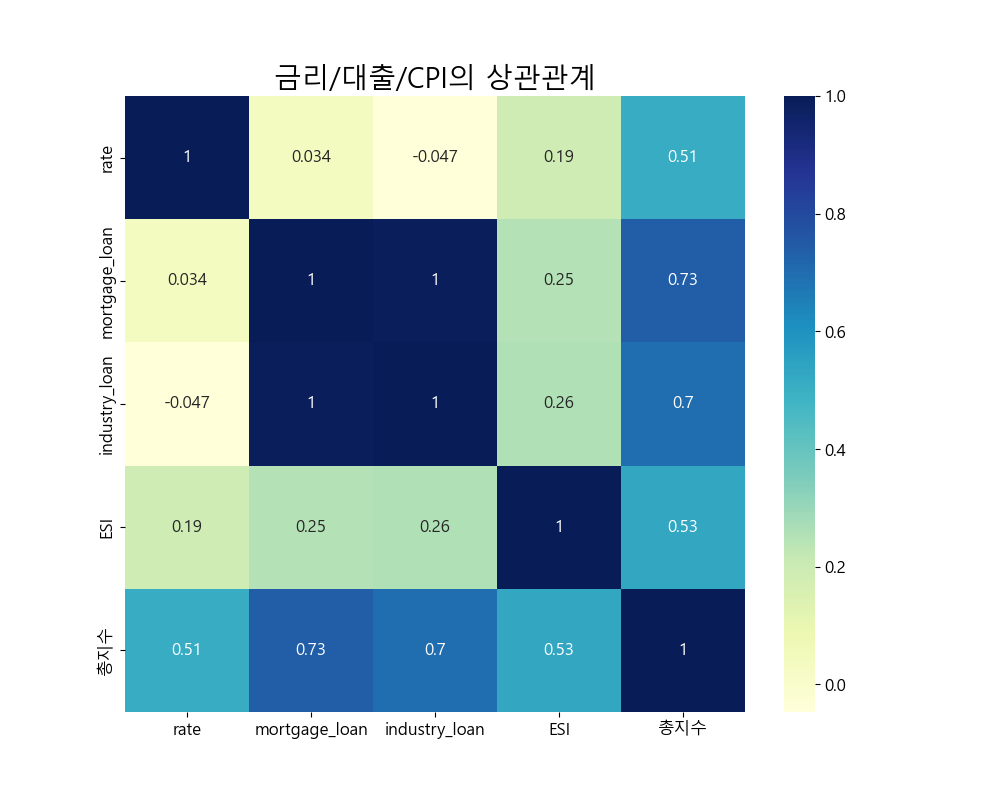 금리/대출/CPI의 상관관계
rate 1 0.034 -0.047 0.19 0.51
mortgage_loan 0.034 1 1 0.25 0.73
industry_loan -0.047 1 1 0.26 0.7
ESI 0.19 0.25 0.26 1 0.53
총지수 0.51 0.73 0.7 0.53 1
rate mortgage_loan industry_loan ESI 총지수
1.0
0.8
0.6
0.4
0.2
0.0